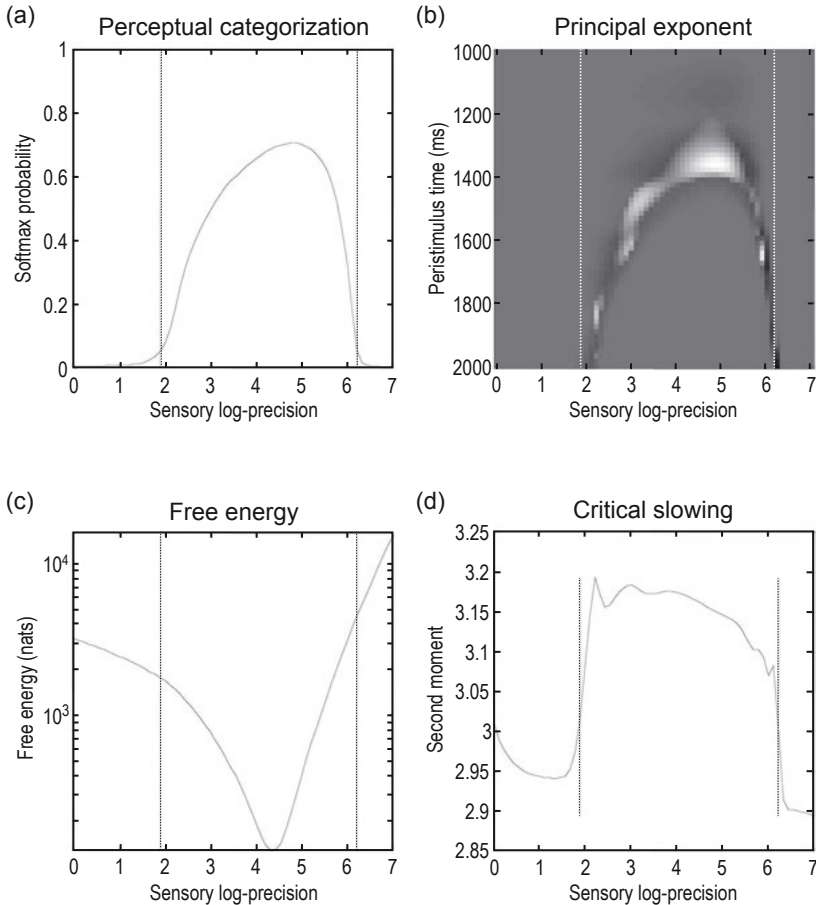 (a)
Perceptual categorization
1
0.8
0.6
0.4
0.2
0
Softmax probability
0 1 2 3 4 5 6 7
Sensory log-precision
(b)
Principal exponent
1000
1200
1400
1600
1800
2000
Peristimulus time (ms)
0 1 2 3 4 5 6 7
Sensory log-precision
(c)
Free energy
10⁴
10³
Free energy (nats)
0 1 2 3 4 5 6 7
Sensory log-precision
(d)
Critical slowing
3.25
3.2
3.15
3.1
3.05
3
2.95
2.9
2.85
Second moment
0 1 2 3 4 5 6 7
Sensory log-precision